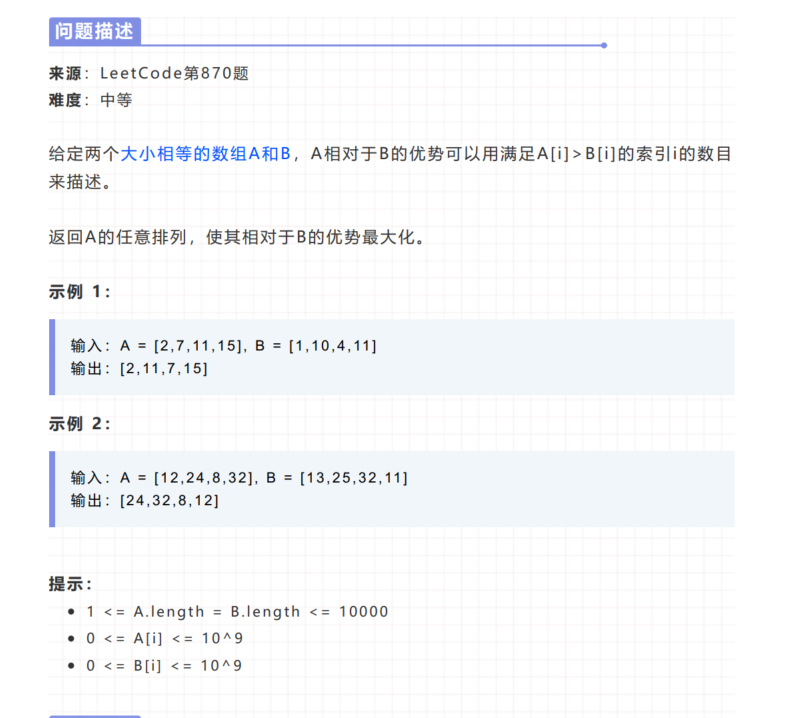 问题描述
来源：LeetCode第870题
难度：中等
给定两个大小相等的数组A和B，A相对于B的优势可以用满足A[i]>B[i]的索引i的数目
来描述。
返回A的任意排列，使其相对于B的优势最大化。
示例 1：
输入：A = [2,7,11,15], B = [1,10,4,11]
输出：[2,11,7,15]
示例 2：
输入：A = [12,24,8,32], B = [13,25,32,11]
输出：[24,32,8,12]
提示：
• 1 <= A.length = B.length <= 10000
• 0 <= A[i] <= 10^9
• 0 <= B[i] <= 10^9